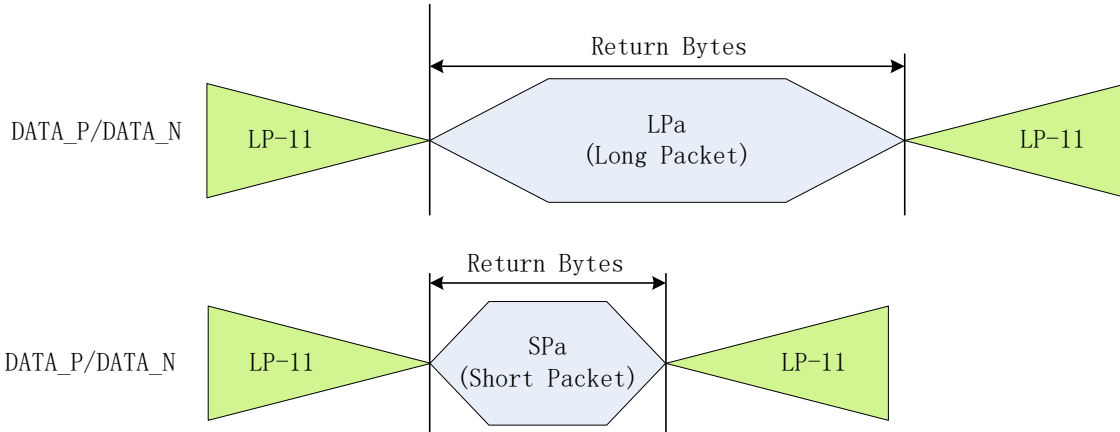 Return Bytes
DATA_P/DATA_N
LP-11
LPa
(Long Packet)
LP-11
Return Bytes
DATA_P/DATA_N
LP-11
SPa
(Short Packet)
LP-11